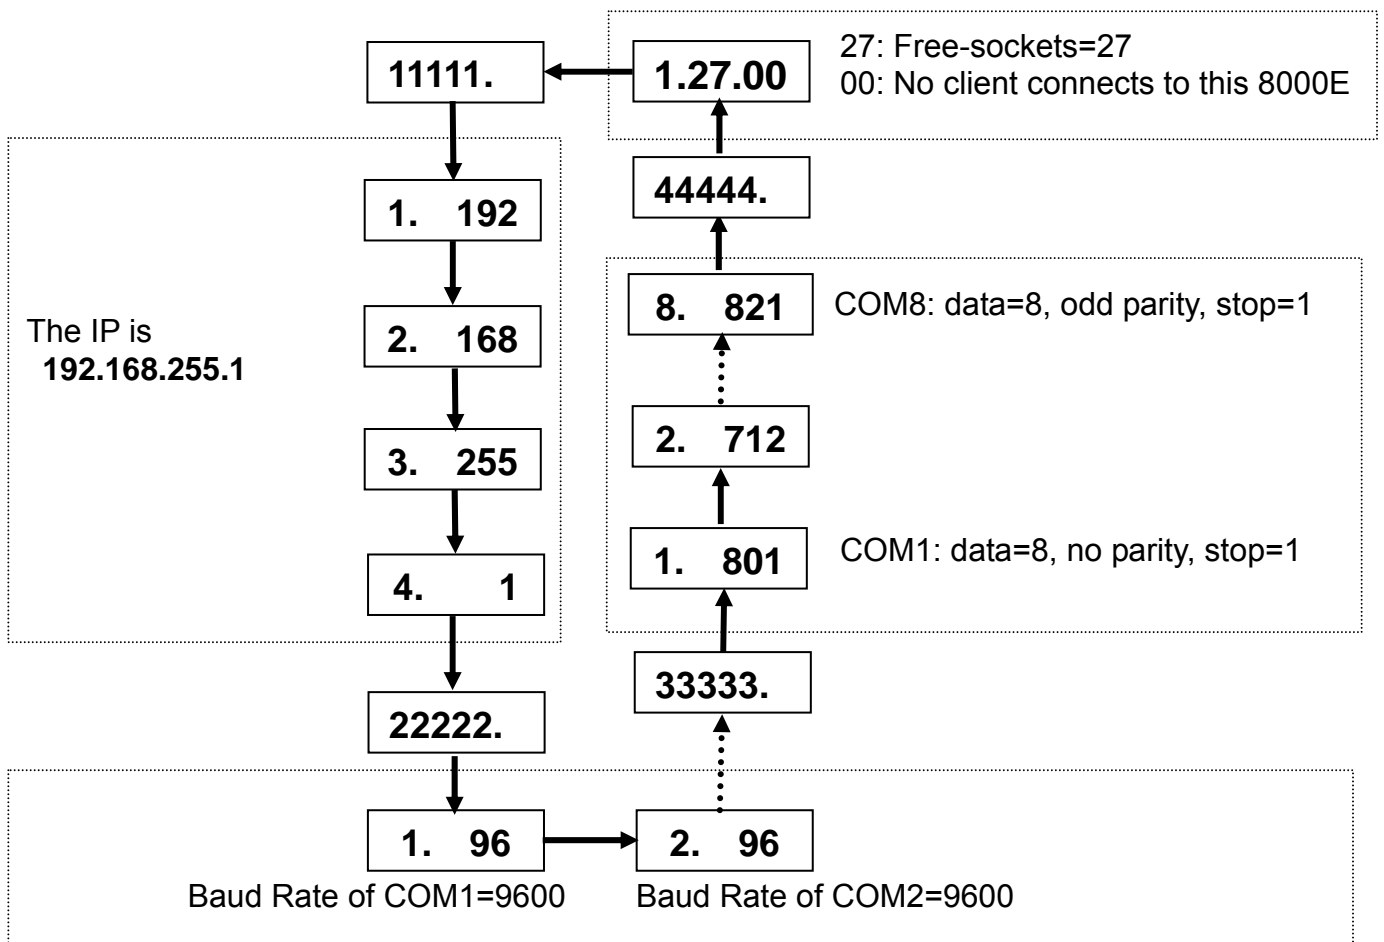 27: Free-sockets=27
11111.
1.27.00
00: No client connects to this 8000E
44444.
1. 192
8. 821
COM8: data=8, odd parity, stop=1
The IP is
2. 168
192.168.255.1
2. 712
3. 255
1. 801
COM1: data=8, no parity, stop=1
4. 1
33333.
22222.
1. 96
2. 96
Baud Rate of COM1=9600
Baud Rate of COM2=9600